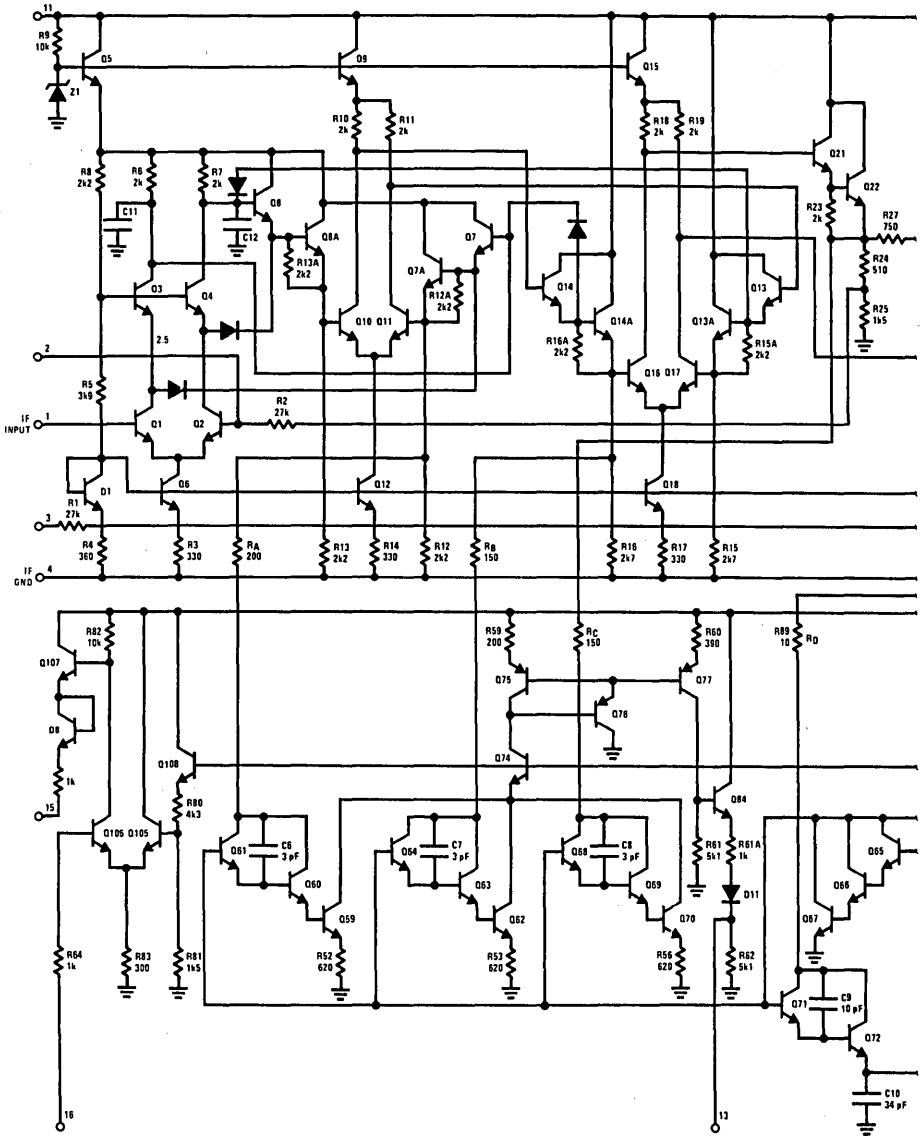 11
R9
10k
Q5
Q9
Q15
Z1
R10
2k
R11
2k
R18
2k
R19
2k
Q21
R8
2k2
R6
2k
R7
2k
Q8
Q22
R23
2k
R27
750
C11
C12
Q8A
Q7
R13A
2k2
Q7A
R12A
2k2
Q14
Q14A
Q13
Q13A
R24
510
R25
1k5
Q3
Q4
Q10
Q11
2.5
R16A
2k2
R15A
2k2
2
Q16
Q17
R5
3k9
R2
27k
IF
INPUT
1
Q1
Q2
D1
Q6
Q12
Q18
R1
27k
3
R4
360
R3
330
RA
200
R13
2k2
R14
330
R12
2k2
RB
150
R16
2k7
R17
330
R15
2k7
IF
GND
4
R82
10k
R59
200
RC
150
R60
390
R89
10
RD
Q107
Q75
Q77
Q76
D8
Q74
Q108
1k
R80
4k3
Q84
15
Q106
Q105
Q61
C6
3 pF
Q64
C7
3 pF
Q68
C8
3 pF
R61
5k1
R61A
1k
Q65
Q60
Q63
Q69
D11
Q66
Q59
Q62
Q70
Q67
R64
1k
R83
300
R81
1k5
R52
620
R53
620
R56
620
R62
5k1
Q71
C9
10 pF
Q72
C10
34 pF
16
13